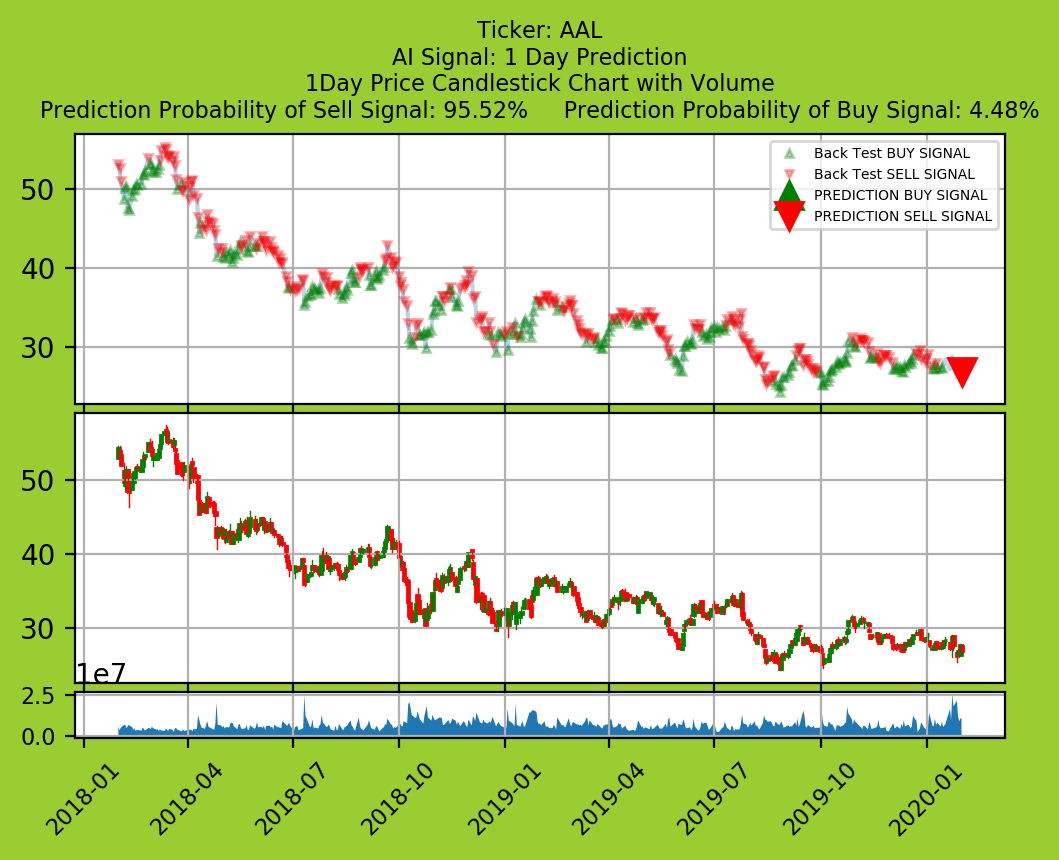 Ticker: AAL
AI Signal: 1 Day Prediction
1Day Price Candlestick Chart with Volume
Prediction Probability of Sell Signal: 95.52% Prediction Probability of Buy Signal: 4.48%
Back Test BUY SIGNAL
Back Test SELL SIGNAL
PREDICTION BUY SIGNAL
PREDICTION SELL SIGNAL
50
40
30
50
40
30
1e7
2.5
0.0
2018-01
2018-04
2018-07
2018-10
2019-01
2019-04
2019-07
2019-10
2020-01